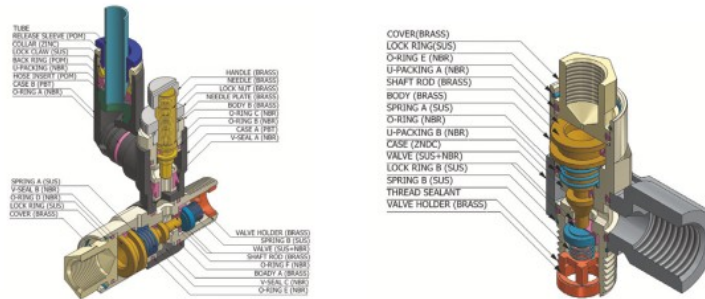 TUBE
RELEASE SLEEVE (POM)
COLLAR (ZINC)
LOCK CLAW (SUS)
BACK RING (POM)
U-PACKING (NBR)
HOSE INSERT (POM)
CASE B (PBT)
O-RING A (NBR)
HANDLE (BRASS)
NEEDLE (BRASS)
LOCK NUT (BRASS)
NEEDLE PLATE (BRASS)
BODY B (BRASS)
O-RING C (NBR)
O-RING B (NBR)
CASE A (PBT)
V-SEAL A (NBR)
SPRING A (SUS)
V-SEAL B (NBR)
O-RING D (NBR)
LOCK RING (SUS)
COVER (BRASS)
VALVE HOLDER (BRASS)
SPRING B (SUS)
VALVE (SUS+NBR)
SHAFT ROD (BRASS)
O-RING F (NBR)
BOADY A (BRASS)
V-SEAL C (NBR)
O-RING E (NBR)
COVER(BRASS)
LOCK RING(SUS)
O-RING E (NBR)
U-PACKING A (NBR)
SHAFT ROD (BRASS)
BODY (BRASS)
SPRING A (SUS)
O-RING (NBR)
U-PACKING B (NBR)
CASE (ZNDC)
VALVE (SUS+NBR)
LOCK RING B (SUS)
SPRING B (SUS)
THREAD SEALANT
VALVE HOLDER (BRASS)